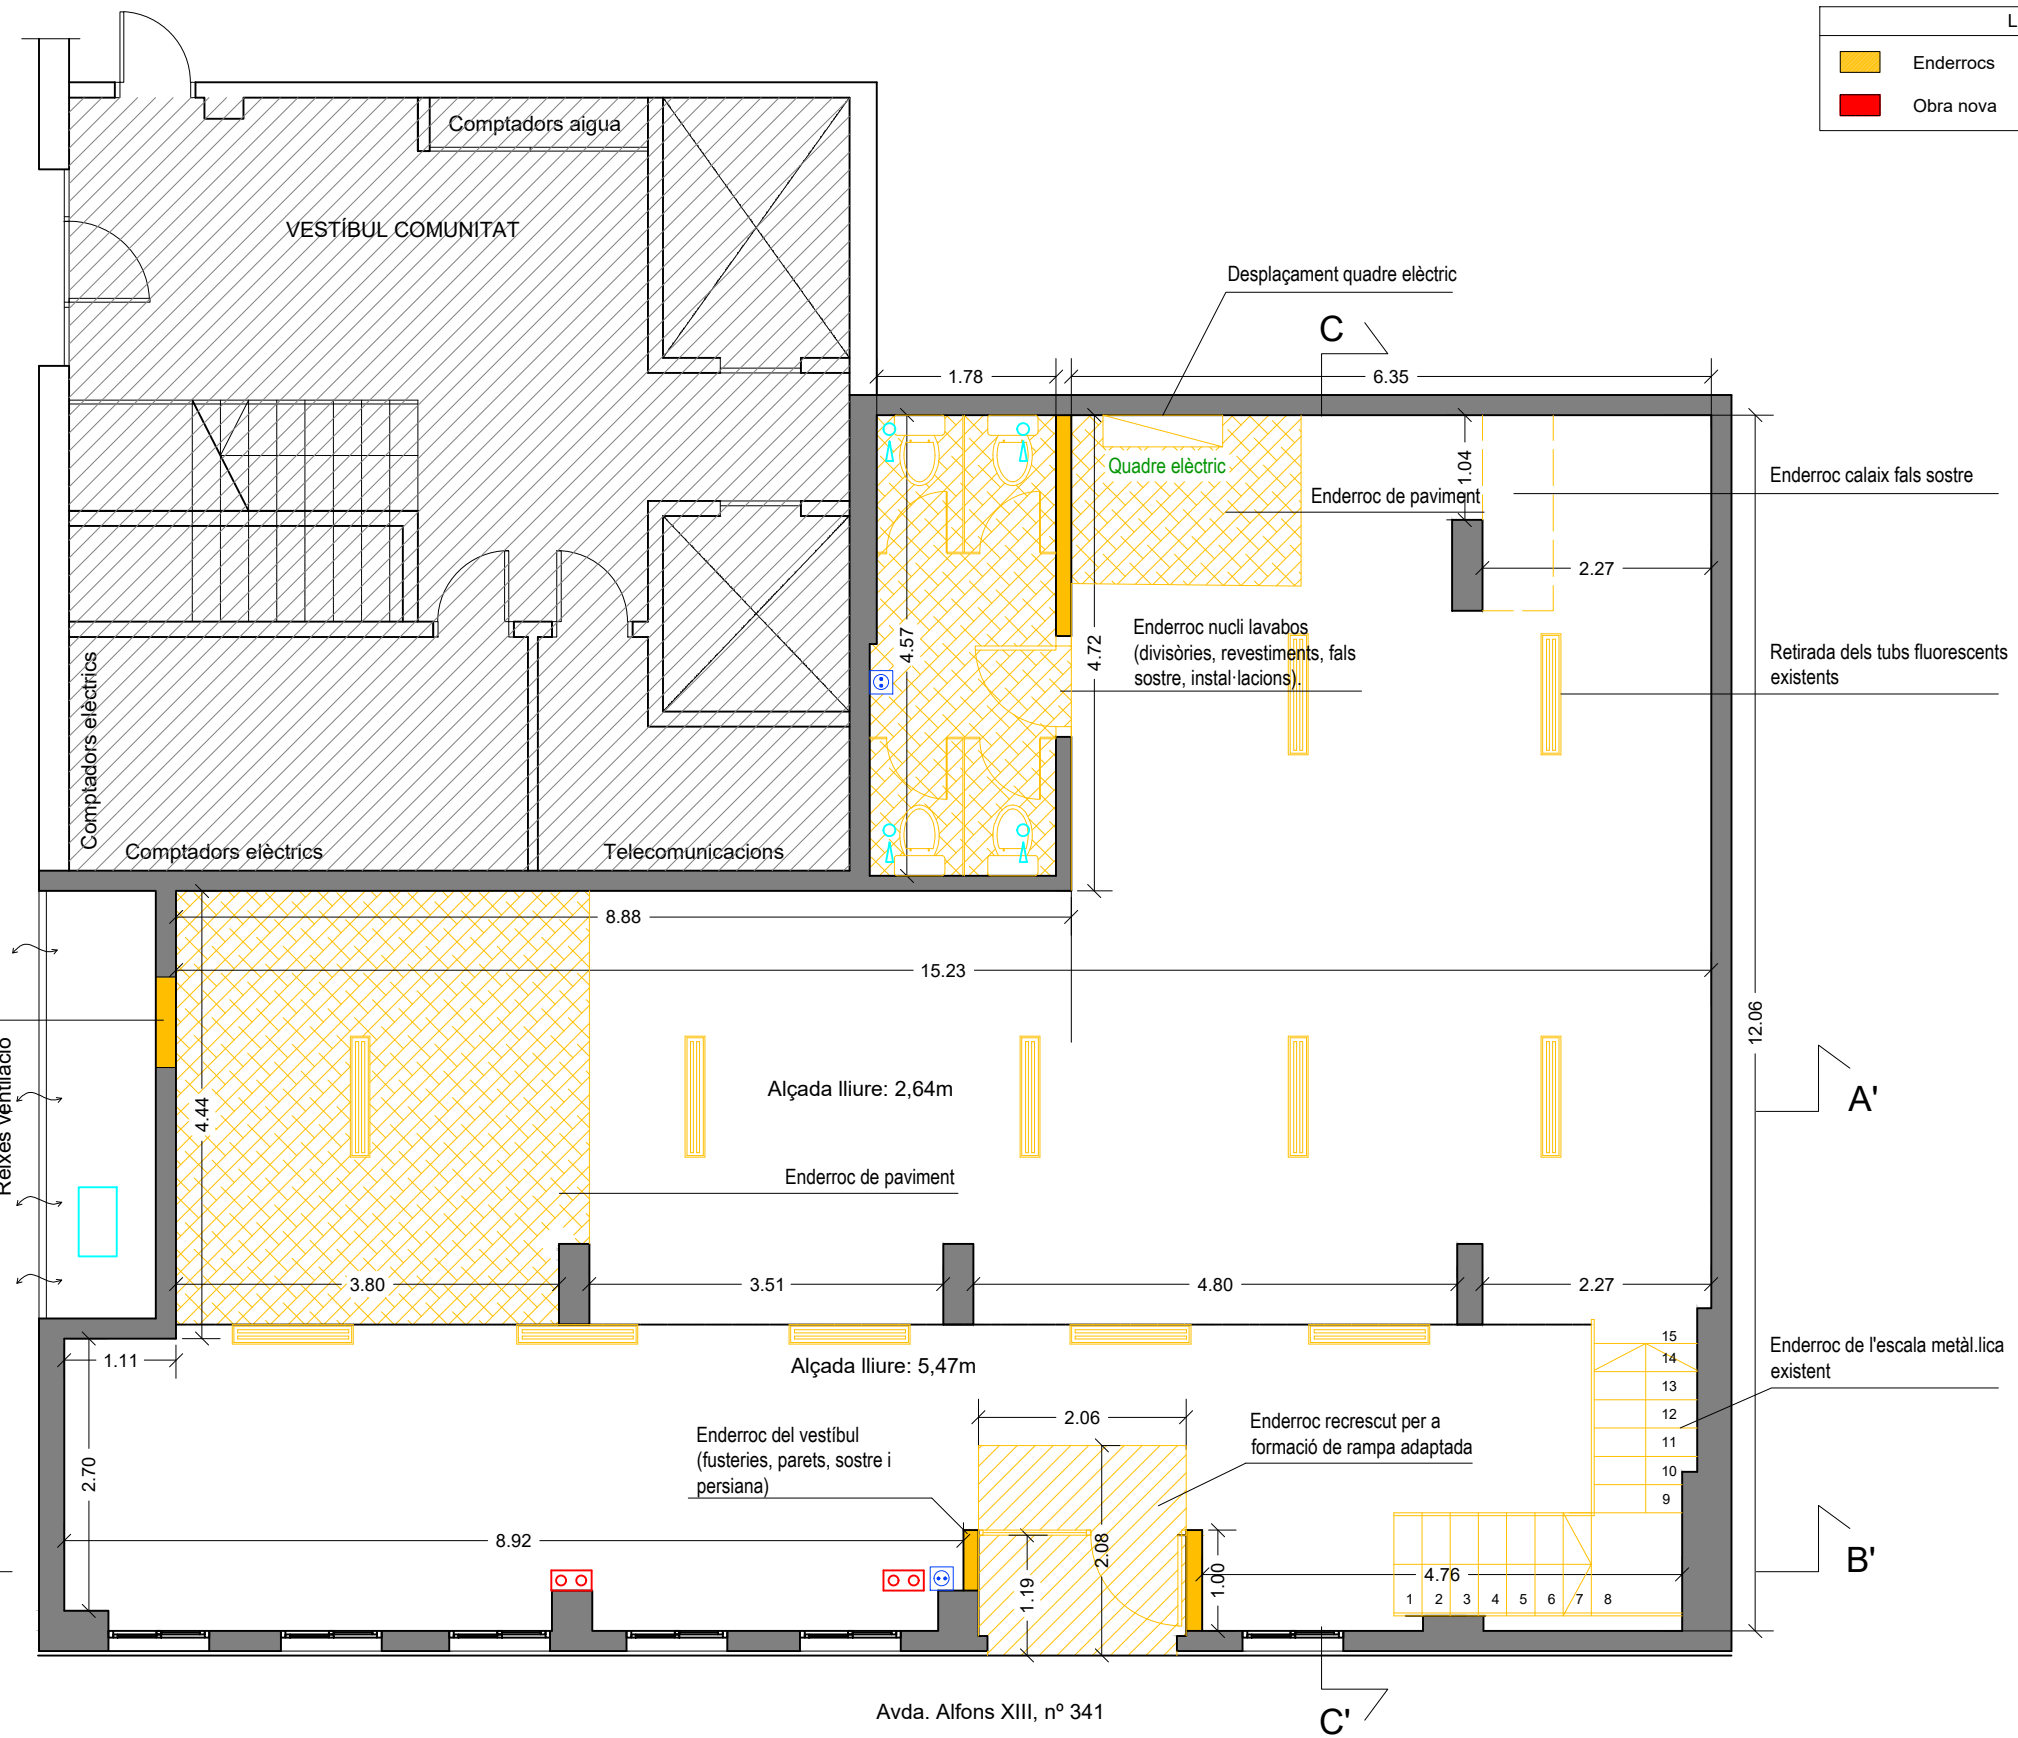 L
Enderrocs
Obra nova
Comptadors aigua
VESTÍBUL COMUNITAT
Desplaçament quadre elèctric
C
1.78
6.35
Quadre elèctric
1.04
Enderroc calaix fals sostre
Enderroc de paviment
2.27
4.57
4.72
Enderroc nucli lavabos
(divisòries, revestiments, fals
sostre, instal·lacions).
Retirada dels tubs fluorescents
existents
Comptadors elèctrics
Comptadors elèctrics
Telecomunicacions
8.88
15.23
12.06
Reixes ventilació
4.44
Alçada lliure: 2,64m
A'
Enderroc de paviment
3.80
3.51
4.80
2.27
1.11
Alçada lliure: 5,47m
15
14
13
12
11
10
9
Enderroc de l'escala metàl.lica
existent
2.06
Enderroc recrescut per a
formació de rampa adaptada
Enderroc del vestíbul
(fusteries, parets, sostre i
persiana)
2.70
8.92
2.08
1.19
1.00
4.76
1 2 3 4 5 6 7 8
B'
Avda. Alfons XIII, nº 341
C'